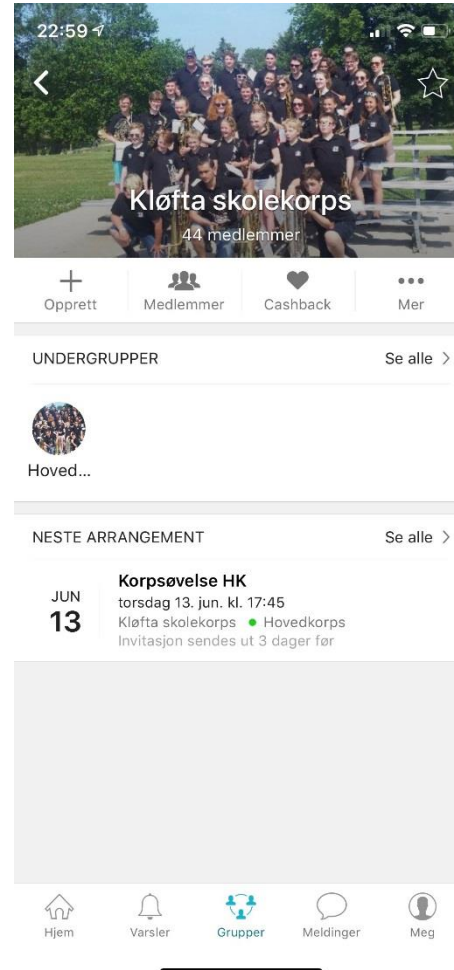 22:59
Kløfta skolekorps
44 medlemmer
Opprett
Medlemmer
Cashback
Mer
UNDERGRUPPER
Se alle
Hoved...
NESTE ARRANGEMENT
Se alle
JUN
13
Korpsøvelse HK
torsdag 13. jun. kl. 17:45
Kløfta skolekorps ● Hovedkorps
Invitasjon sendes ut 3 dager før
Hjem
Varsler
Grupper
Meldinger
Meg